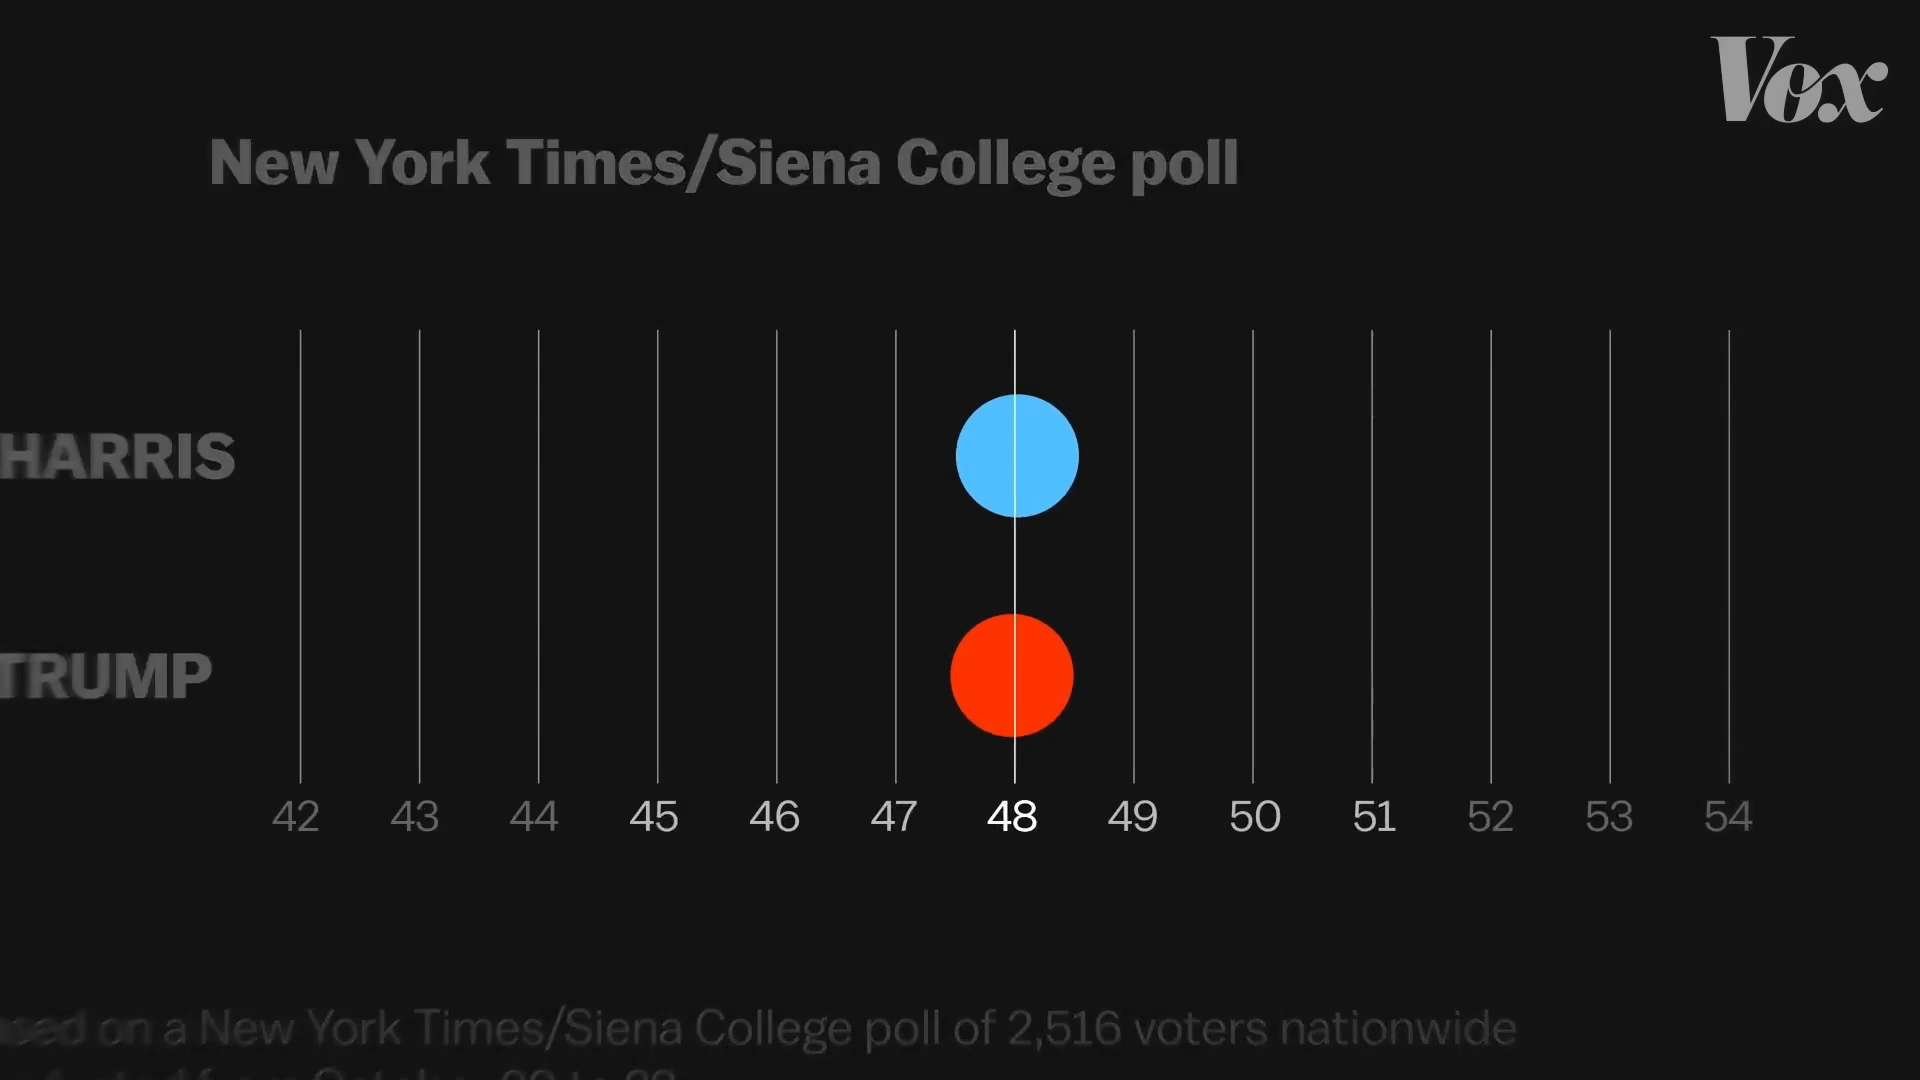 Vox
New York Times/Siena College poll
HARRIS
TRUMP
42 43 44 45 46 47 48 49 50 51 52 53 54
on a New York Times/Siena College poll of 2,516 voters nationwide